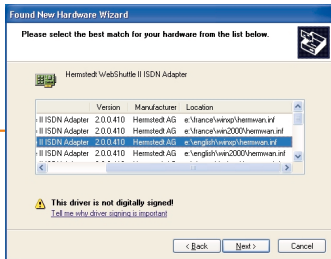 Found New Hardware Wizard
Please select the best match for your hardware from the list below.
Hermstedt WebShuttle II ISDN Adapter
Version Manufacturer Location
II ISDN Adapter 2.0.0.410 Hermstedt AG e:\france\winxp\hermwan.inf
II ISDN Adapter 2.0.0.410 Hermstedt AG e:\france\win2000\hermwan.inf
II ISDN Adapter 2.0.0.410 Hermstedt AG e:\english\winxp\hermwan.inf
II ISDN Adapter 2.0.0.410 Hermstedt AG e:\english\win2000\hermwan.inf
This driver is not digitally signed!
Tell me why driver signing is important
< Back Next > Cancel